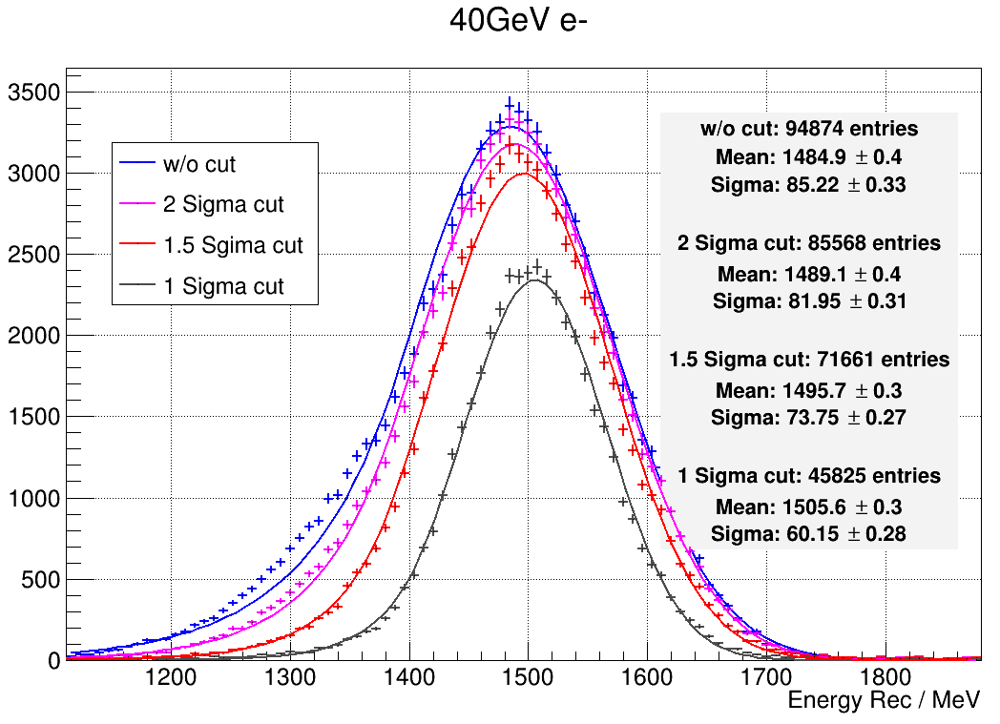 40GeV e-
3500
3000
2500
2000
1500
1000
500
0
w/o cut
2 Sigma cut
1.5 Sgima cut
1 Sigma cut
w/o cut: 94874 entries
Mean: 1484.9 ± 0.4
Sigma: 85.22 ± 0.33
2 Sigma cut: 85568 entries
Mean: 1489.1 ± 0.4
Sigma: 81.95 ± 0.31
1.5 Sigma cut: 71661 entries
Mean: 1495.7 ± 0.3
Sigma: 73.75 ± 0.27
1 Sigma cut: 45825 entries
Mean: 1505.6 ± 0.3
Sigma: 60.15 ± 0.28
1200 1300 1400 1500 1600 1700 1800
Energy Rec / MeV